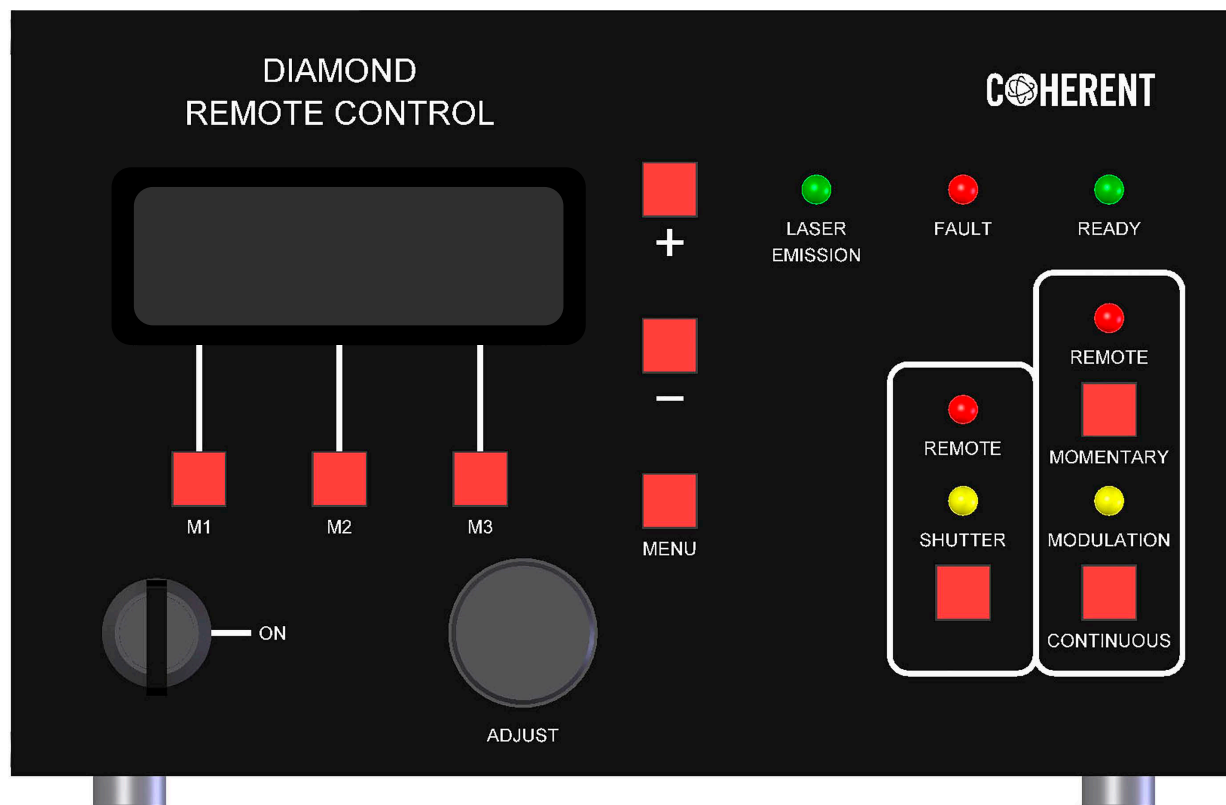 DIAMOND
REMOTE CONTROL
COHERENT
+
LASER
EMISSION
FAULT
READY
−
REMOTE
REMOTE
MOMENTARY
M1
M2
M3
MENU
SHUTTER
MODULATION
ON
CONTINUOUS
ADJUST